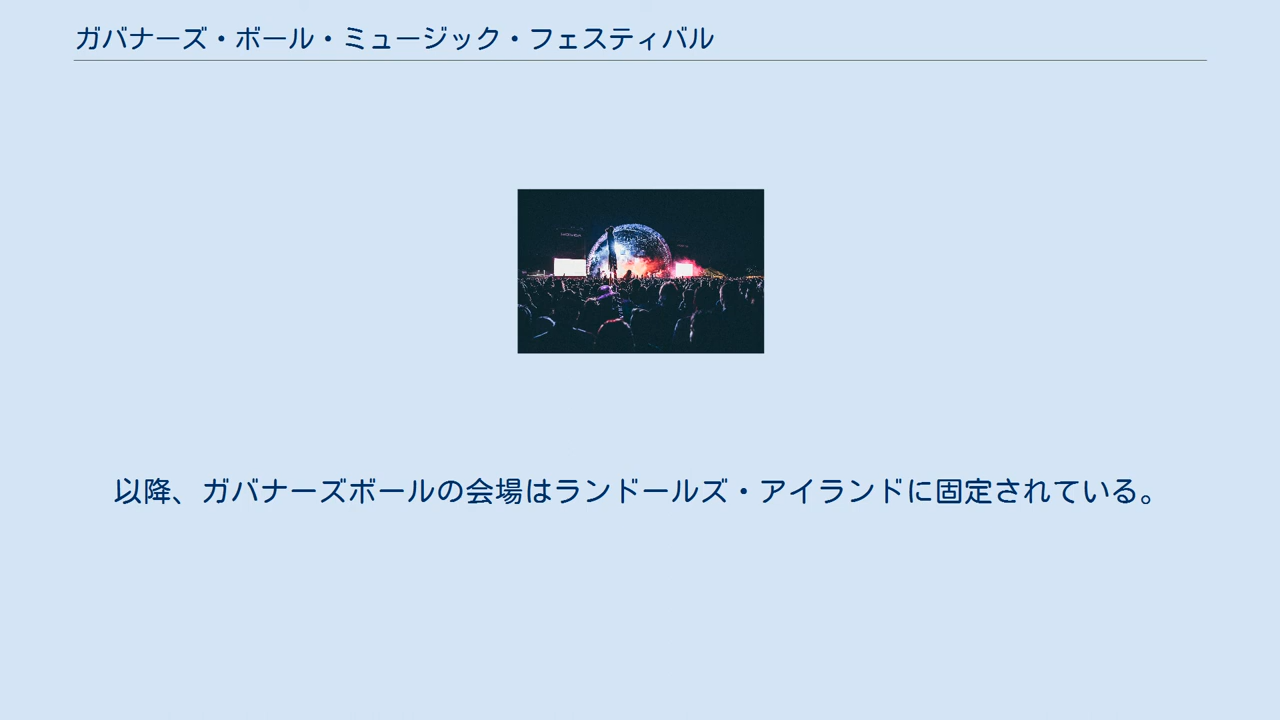 ガバナーズ・ボール・ミュージック・フェスティバル
以降、ガバナーズボールの会場はランドールズ・アイランドに固定されている。